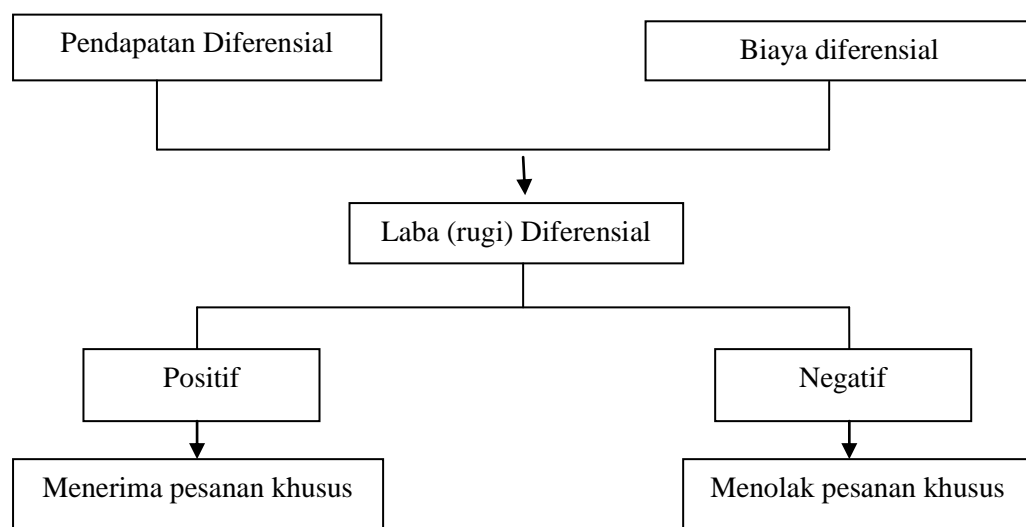 Pendapatan Diferensial
Biaya diferensial
Laba (rugi) Diferensial
Positif
Negatif
Menerima pesanan khusus
Menolak pesanan khusus